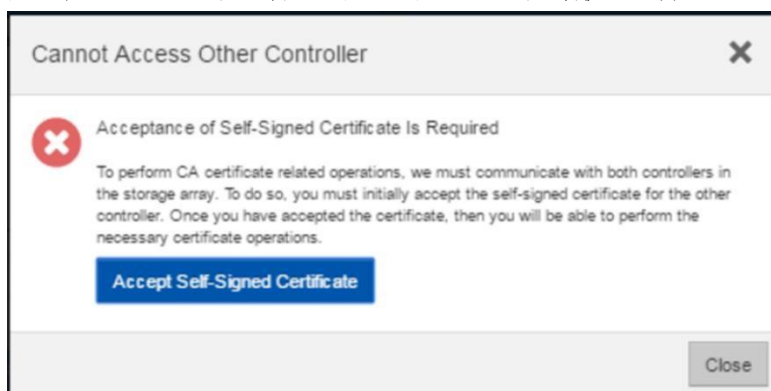 Cannot Access Other Controller
Acceptance of Self-Signed Certificate Is Required
To perform CA certificate related operations, we must communicate with both controllers in
the storage array. To do so, you must initially accept the self-signed certificate for the other
controller. Once you have accepted the certificate, then you will be able to perform the
necessary certificate operations.
Accept Self-Signed Certificate
Close